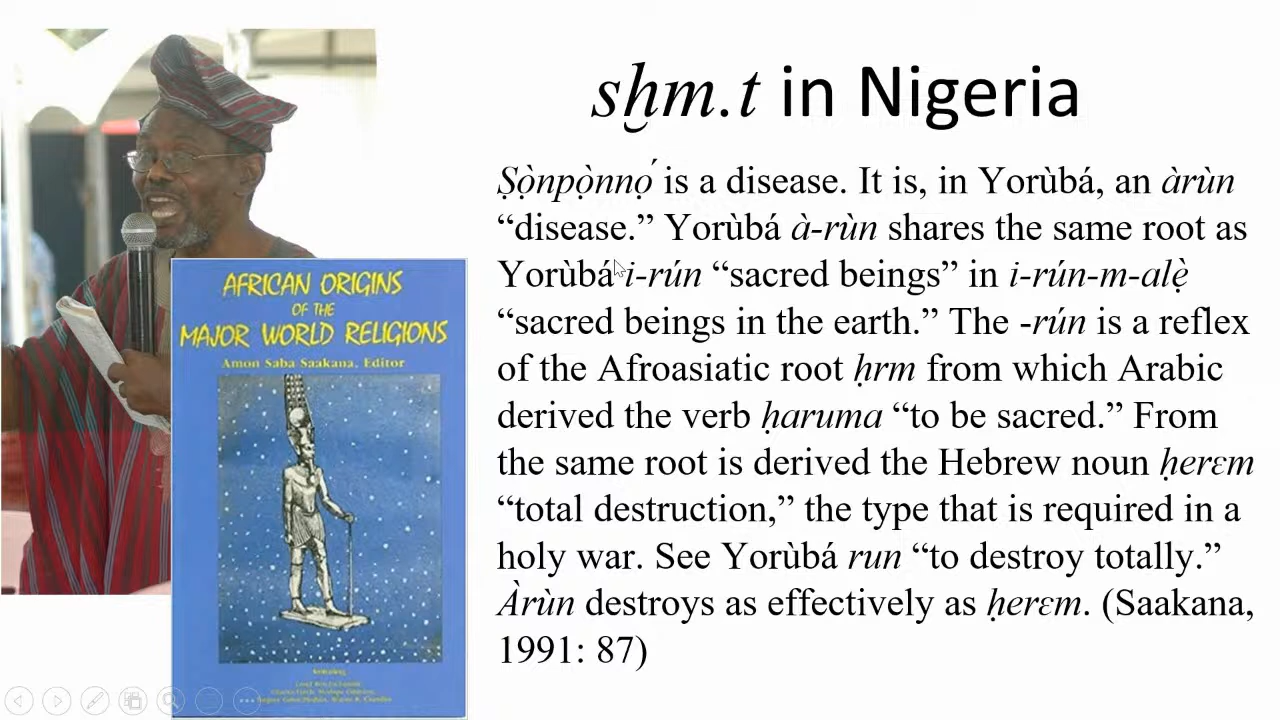 sḫm.t in Nigeria
Ṣọ̀npọ̀nnọ́ is a disease. It is, in Yorùbá, an àrùn
“disease.” Yorùbá à-rùn shares the same root as
Yorùbá i-rún “sacred beings” in i-rún-m-alẹ̀
“sacred beings in the earth.” The -rún is a reflex
of the Afroasiatic root ḥrm from which Arabic
derived the verb ḥaruma “to be sacred.” From
the same root is derived the Hebrew noun ḥerɛm
“total destruction,” the type that is required in a
holy war. See Yorùbá run “to destroy totally.”
Àrùn destroys as effectively as ḥerɛm. (Saakana,
1991: 87)
AFRICAN ORIGINS
OF THE
MAJOR WORLD RELIGIONS
Amon Saba Saakana, Editor